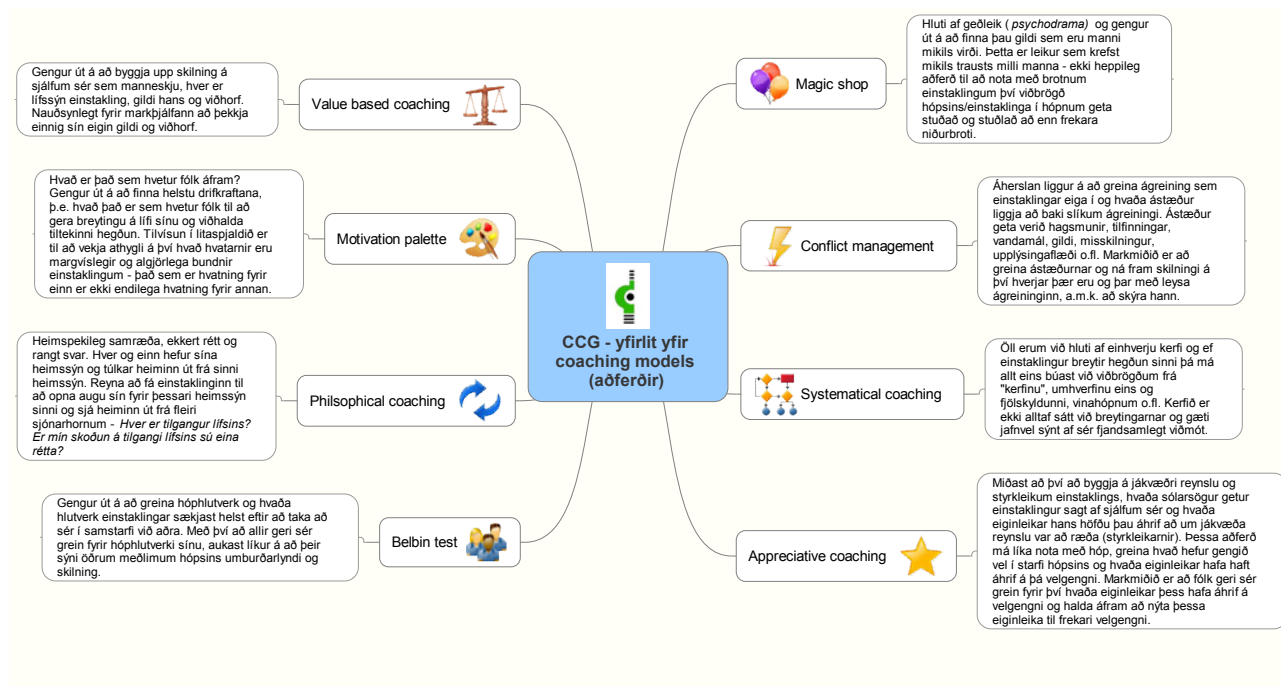 CCG - yfirlit yfir
coaching models
(aðferðir)
Value based coaching
Gengur út á að byggja upp skilning á
sjálfum sér sem manneskju, hver er
lífssýn einstakling, gildi hans og viðhorf.
Nauðsynlegt fyrir markþjálfann að þekkja
einnig sín eigin gildi og viðhorf.
Motivation palette
Hvað er það sem hvetur fólk áfram?
Gengur út á að finna helstu drifkraftana,
þ.e. hvað það er sem hvetur fólk til að
gera breytingu á lífi sínu og viðhalda
tiltekinni hegðun. Tilvísun í litaspjaldið er
til að vekja athygli á því hvað hvatarnir eru
margvíslegir og algjörlega bundnir
einstaklingum - það sem er hvatning fyrir
einn er ekki endilega hvatning fyrir annan.
Philsophical coaching
Heimspekileg samræða, ekkert rétt og
rangt svar. Hver og einn hefur sína
heimssýn og túlkar heiminn út frá sinni
heimssýn. Reyna að fá einstaklinginn til
að opna augu sín fyrir þessari heimssýn
sinni og sjá heiminn út frá fleiri
sjónarhornum - Hver er tilgangur lífsins?
Er mín skoðun á tilgangi lífsins sú eina
rétta?
Belbin test
Gengur út á að greina hóphlutverk og hvaða
hlutverk einstaklingar sækjast helst eftir að taka að
sér í samstarfi við aðra. Með því að allir geri sér
grein fyrir hóphlutverki sínu, aukast líkur á að þeir
sýni öðrum meðlimum hópsins umburðarlyndi og
skilning.
Magic shop
Hluti af geðleik ( psychodrama) og gengur
út á að finna þau gildi sem eru manni
mikils virði. Þetta er leikur sem krefst
mikils trausts milli manna - ekki heppileg
aðferð til að nota með brotnum
einstaklingum því viðbrögð
hópsins/einstaklinga í hópnum geta
stuðað og stuðlað að enn frekara
niðurbroti.
Conflict management
Áherslan liggur á að greina ágreining sem
einstaklingar eiga í og hvaða ástæður
liggja að baki slíkum ágreiningi. Ástæður
geta verið hagsmunir, tilfinningar,
vandamál, gildi, misskilningur,
upplýsingaflæði o.fl. Markmiðið er að
greina ástæðurnar og ná fram skilningi á
því hverjar þær eru og þar með leysa
ágreininginn, a.m.k. að skýra hann.
Systematical coaching
Öll erum við hluti af einhverju kerfi og ef
einstaklingur breytir hegðun sinni þá má
allt eins búast við viðbrögðum frá
"kerfinu", umhverfinu eins og
fjölskyldunni, vinahópnum o.fl. Kerfið er
ekki alltaf sátt við breytingarnar og gæti
jafnvel sýnt af sér fjandsamlegt viðmót.
Appreciative coaching
Miðast að því að byggja á jákvæðri reynslu og
styrkleikum einstaklings, hvaða sólarsögur getur
einstaklingur sagt af sjálfum sér og hvaða
eiginleikar hans höfðu þau áhrif að um jákvæða
reynslu var að ræða (styrkleikarnir). Þessa aðferð
má líka nota með hóp, greina hvað hefur gengið
vel í starfi hópsins og hvaða eiginleikar hafa haft
áhrif á þá velgengni. Markmiðið er að fólk geri sér
grein fyrir því hvaða eiginleikar þess hafa áhrif á
velgengni og halda áfram að nýta þessa
eiginleika til frekari velgengni.